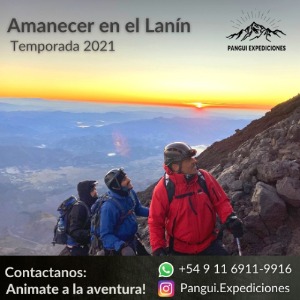 Amanecer en el Lanín
Temporada 2021
PANGUI EXPEDICIONES
Contactanos:
Animate a la aventura!
+54 9 11 6911-9916
Pangui.Expediciones